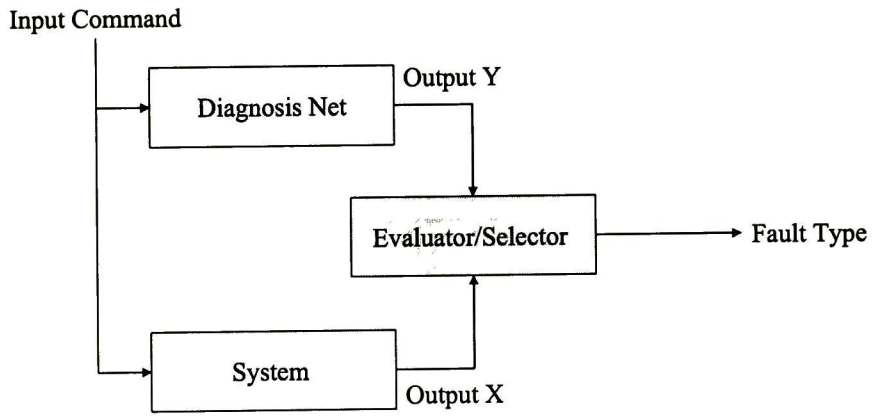 Input Command
Output Y
Diagnosis Net
Evaluator/Selector
Fault Type
System
Output X